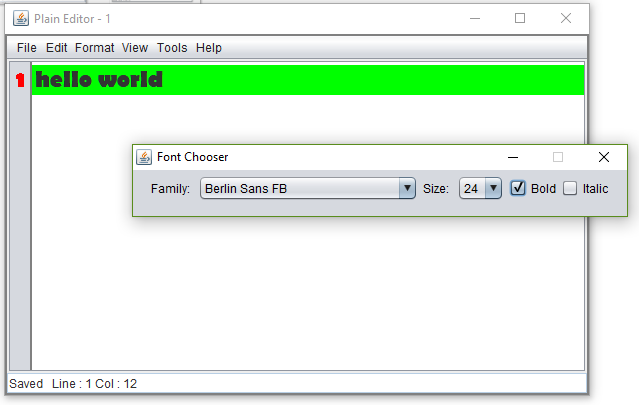 Plain Editor - 1
File Edit Format View Tools Help
1 hello world
Font Chooser
Family: Berlin Sans FB Size: 24 Bold Italic
Saved Line : 1 Col : 12